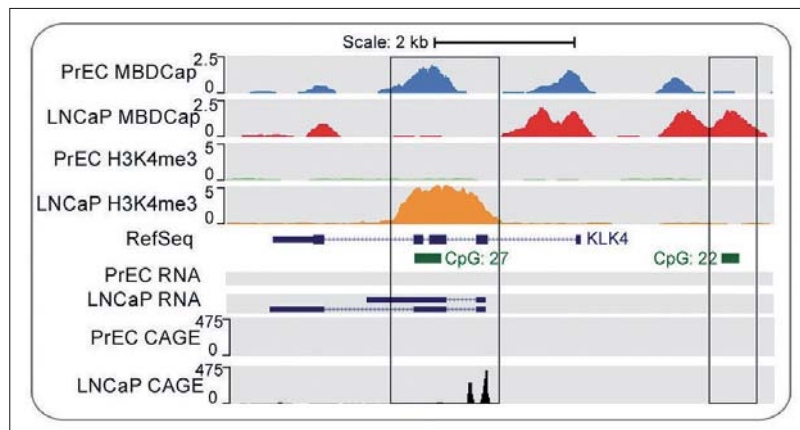 Scale: 2 kb
PrEC MBDCap 2.5 0
LNCaP MBDCap 2.5 0
PrEC H3K4me3 5 0
LNCaP H3K4me3 5 0
RefSeq KLK4
CpG: 27 CpG: 22
PrEC RNA
LNCaP RNA
PrEC CAGE 475 0
LNCaP CAGE 475 0